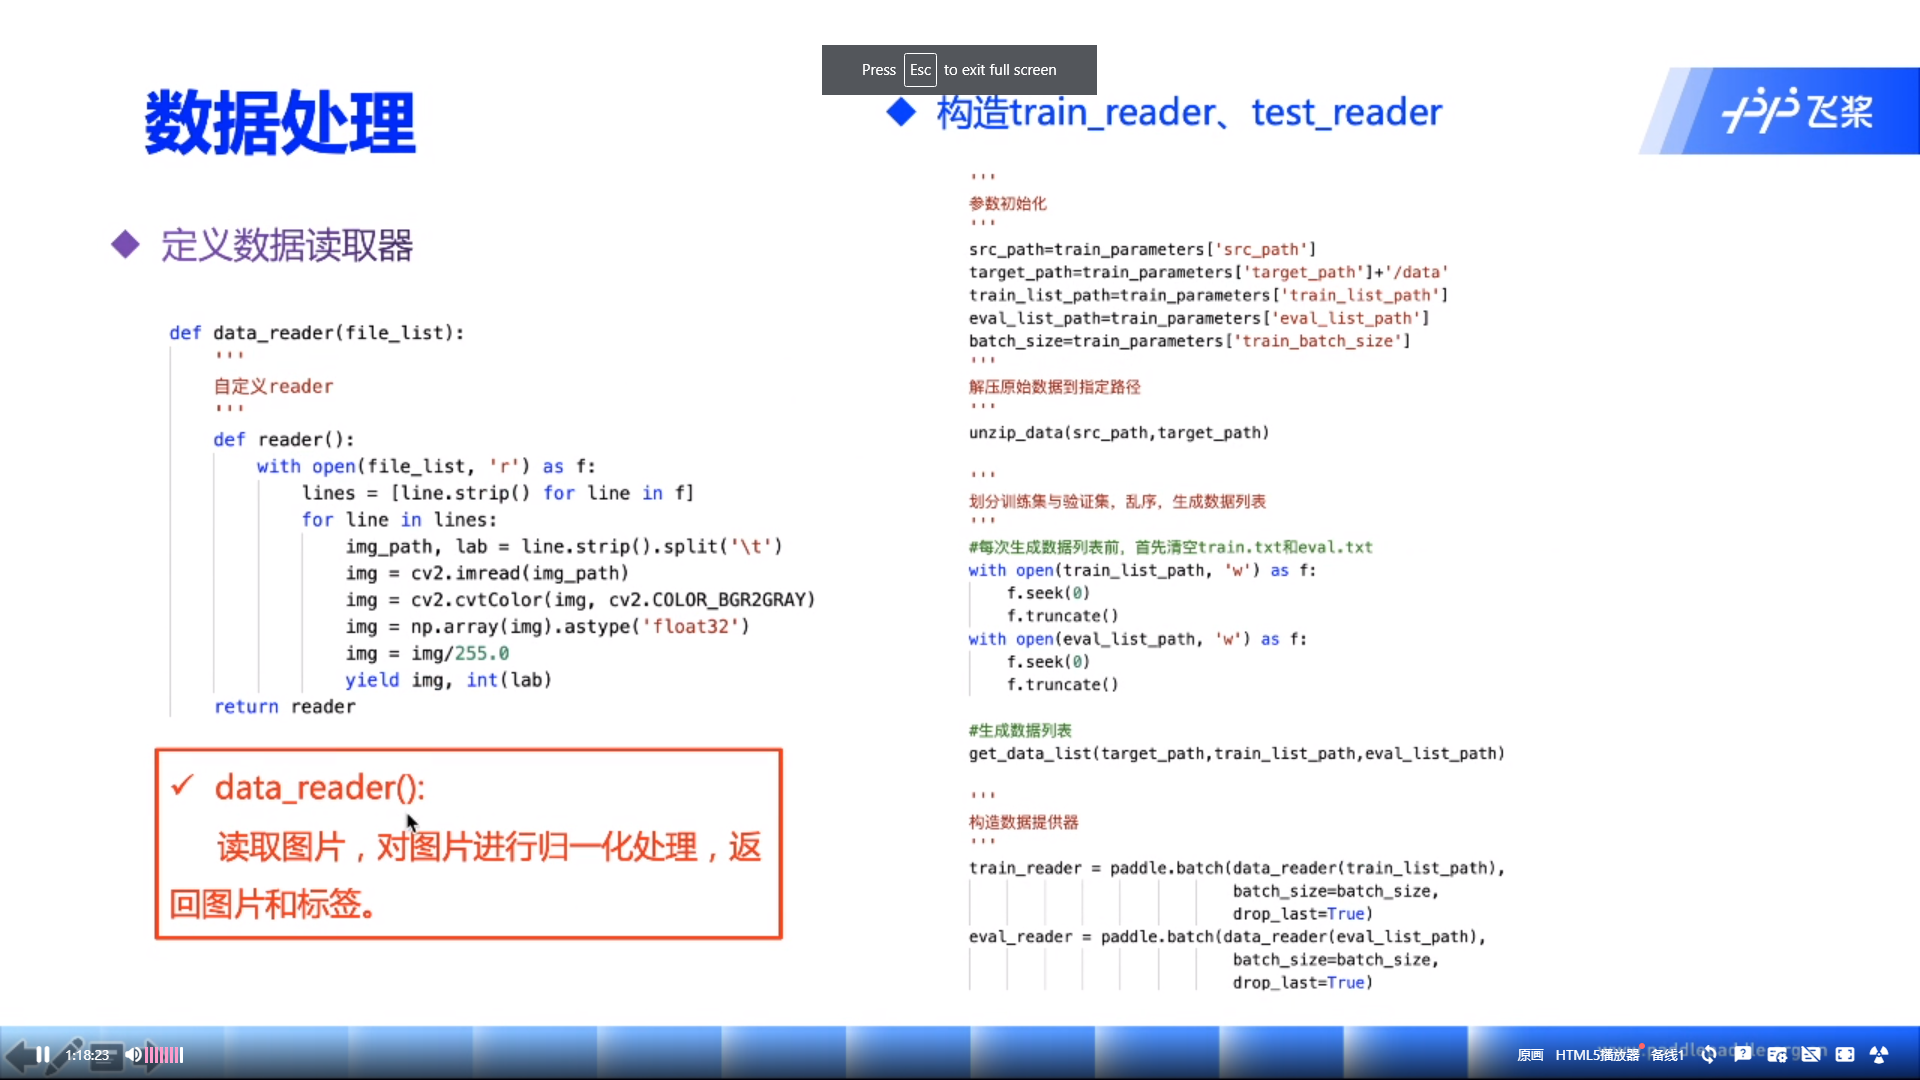 Press Esc to exit full screen
数据处理
飞桨
定义数据读取器
def data_reader(file_list):
'''
自定义reader
'''
def reader():
with open(file_list, 'r') as f:
lines = [line.strip() for line in f]
for line in lines:
img_path, lab = line.strip().split('\t')
img = cv2.imread(img_path)
img = cv2.cvtColor(img, cv2.COLOR_BGR2GRAY)
img = np.array(img).astype('float32')
img = img/255.0
yield img, int(lab)
return reader
✓ data_reader():
读取图片，对图片进行归一化处理，返
回图片和标签。
构造train_reader、test_reader
'''
参数初始化
'''
src_path=train_parameters['src_path']
target_path=train_parameters['target_path']+'/data'
train_list_path=train_parameters['train_list_path']
eval_list_path=train_parameters['eval_list_path']
batch_size=train_parameters['train_batch_size']
'''
解压原始数据到指定路径
'''
unzip_data(src_path,target_path)
'''
划分训练集与验证集，乱序，生成数据列表
'''
#每次生成数据列表前，首先清空train.txt和eval.txt
with open(train_list_path, 'w') as f:
f.seek(0)
f.truncate()
with open(eval_list_path, 'w') as f:
f.seek(0)
f.truncate()
#生成数据列表
get_data_list(target_path,train_list_path,eval_list_path)
'''
构造数据提供器
'''
train_reader = paddle.batch(data_reader(train_list_path),
batch_size=batch_size,
drop_last=True)
eval_reader = paddle.batch(data_reader(eval_list_path),
batch_size=batch_size,
drop_last=True)
1:18:23
原画 HTML5播放器 备线1